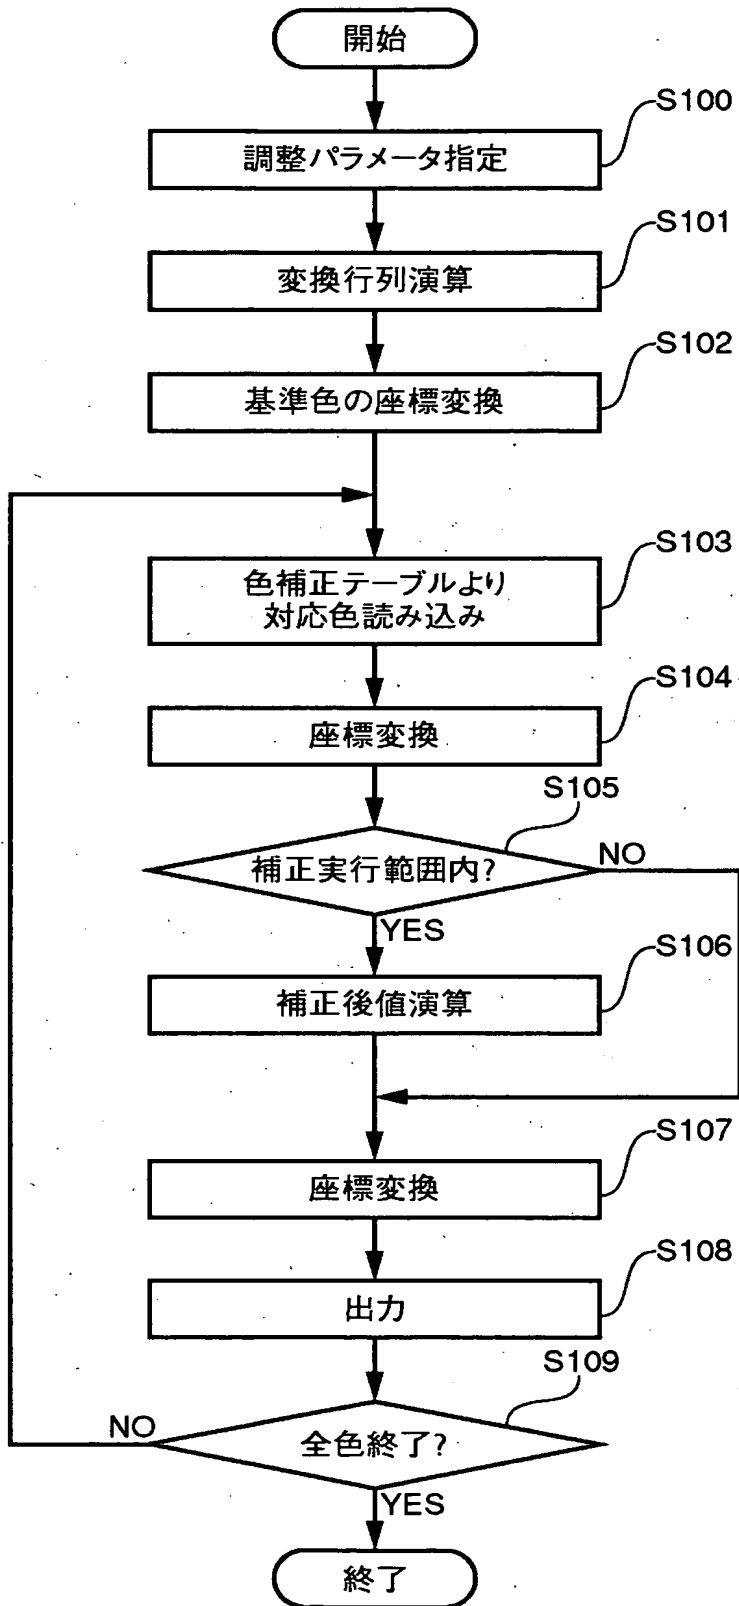 開始
S100
調整パラメータ指定
S101
変換行列演算
S102
基準色の座標変換
S103
色補正テーブルより
対応色読み込み
S104
座標変換
S105
補正実行範囲内?
NO
YES
S106
補正後値演算
S107
座標変換
S108
出力
S109
NO
全色終了?
YES
終了